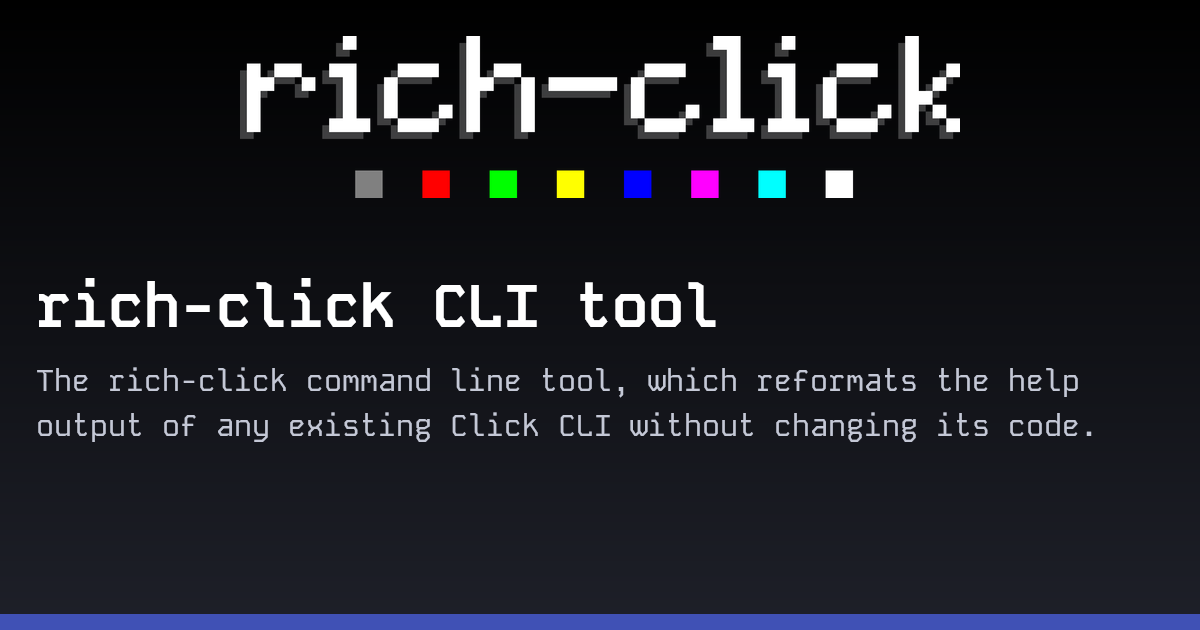 rich-click
rich-click CLI tool
The rich-click command line tool, which reformats the help
output of any existing Click CLI without changing its code.